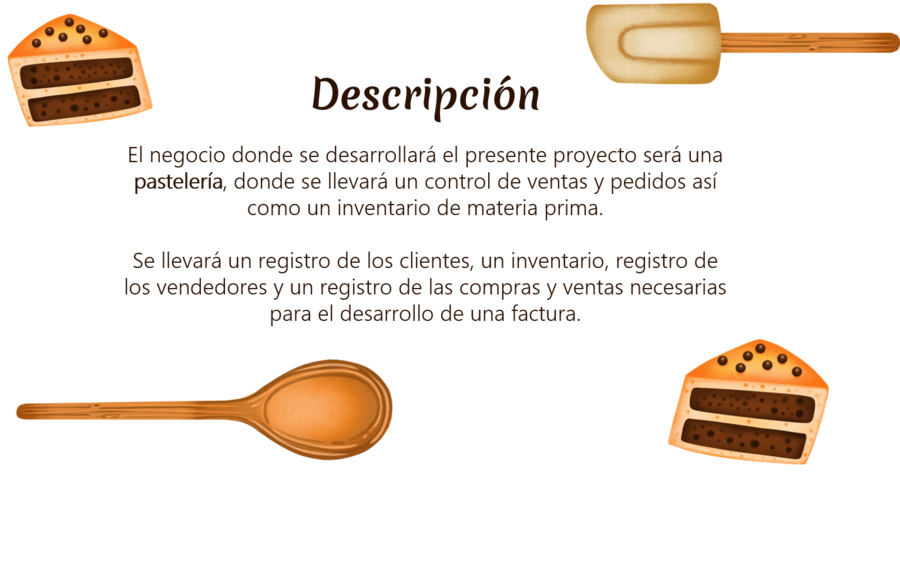 Descripción
El negocio donde se desarrollará el presente proyecto será una
pastelería, donde se llevará un control de ventas y pedidos así
como un inventario de materia prima.
Se llevará un registro de los clientes, un inventario, registro de
los vendedores y un registro de las compras y ventas necesarias
para el desarrollo de una factura.